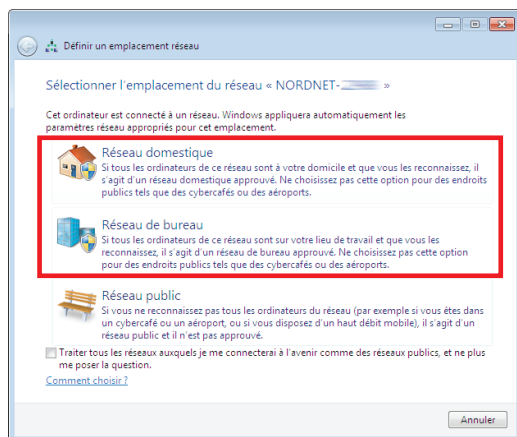 Définir un emplacement réseau
Sélectionner l'emplacement du réseau « NORDNET- »
Cet ordinateur est connecté à un réseau. Windows appliquera automatiquement les
paramètres réseau appropriés pour cet emplacement.
Réseau domestique
Si tous les ordinateurs de ce réseau sont à votre domicile et que vous les reconnaissez, il
s'agit d'un réseau domestique approuvé. Ne choisissez pas cette option pour des endroits
publics tels que des cybercafés ou des aéroports.
Réseau de bureau
Si tous les ordinateurs de ce réseau sont sur votre lieu de travail et que vous les
reconnaissez, il s'agit d'un réseau de bureau approuvé. Ne choisissez pas cette option
pour des endroits publics tels que des cybercafés ou des aéroports.
Réseau public
Si vous ne reconnaissez pas tous les ordinateurs du réseau (par exemple si vous êtes dans
un cybercafé ou un aéroport, ou si vous disposez d'un haut débit mobile), il s'agit d'un
réseau public et il n'est pas approuvé.
Traiter tous les réseaux auxquels je me connecterai à l'avenir comme des réseaux publics, et ne plus
me poser la question.
Comment choisir ?
Annuler